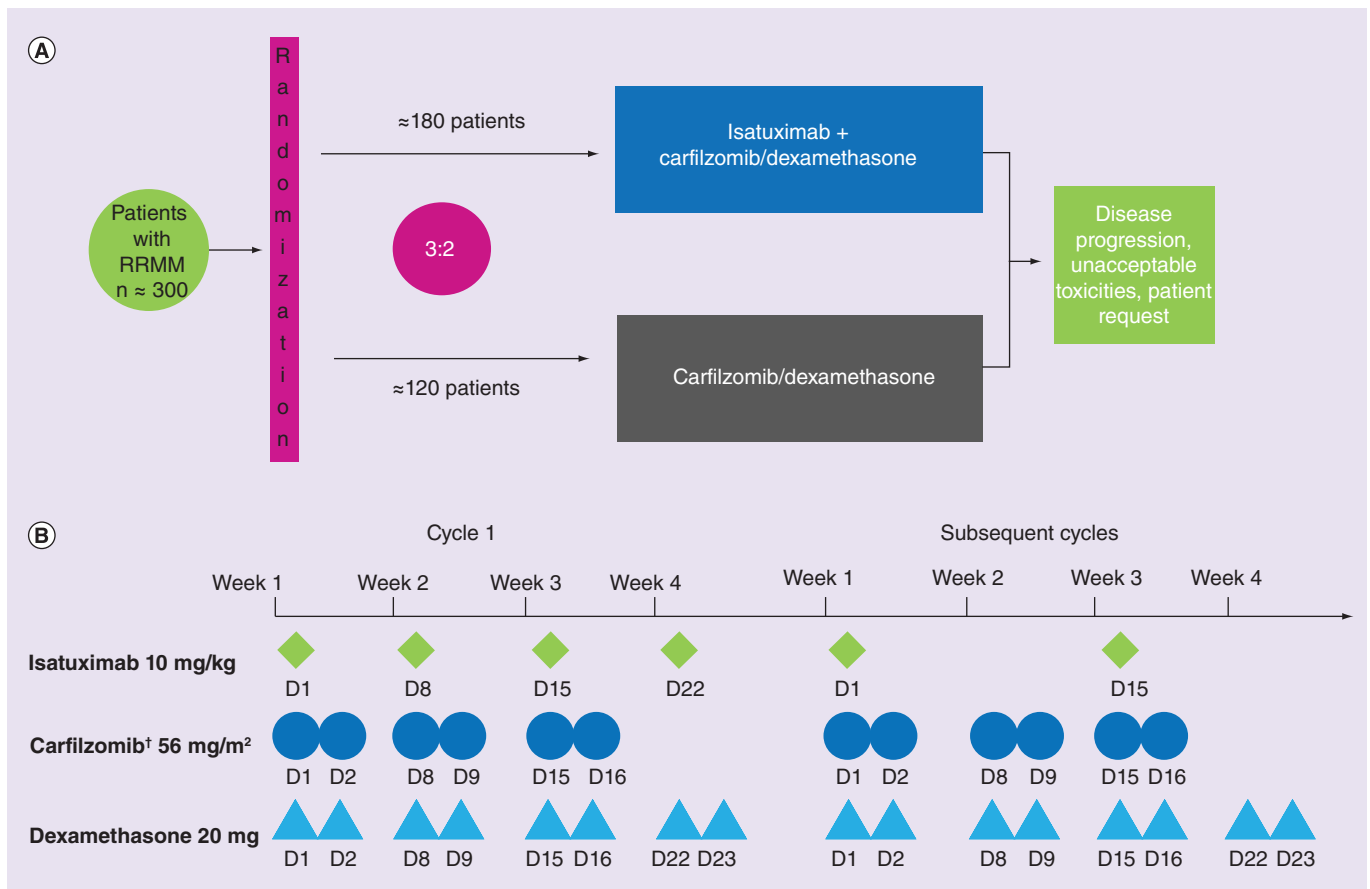 A
Randomization
Patients
with
RRMM
n ≈ 300
≈180 patients
3:2
≈120 patients
Isatuximab +
carfilzomib/dexamethasone
Carfilzomib/dexamethasone
Disease
progression,
unacceptable
toxicities, patient
request
B
Cycle 1 Subsequent cycles
Week 1 Week 2 Week 3 Week 4 Week 1 Week 2 Week 3 Week 4
Isatuximab 10 mg/kg
D1 D8 D15 D22 D1 D15
Carfilzomib† 56 mg/m²
D1 D2 D8 D9 D15 D16 D1 D2 D8 D9 D15 D16
Dexamethasone 20 mg
D1 D2 D8 D9 D15 D16 D22 D23 D1 D2 D8 D9 D15 D16 D22 D23